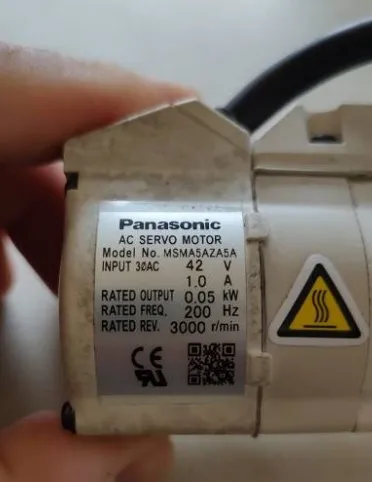 Panasonic
AC SERVO MOTOR
Model No. MSMA5AZA5A
INPUT 3ØAC 42 V
1.0 A
RATED OUTPUT 0.05 kW
RATED FREQ. 200 Hz
RATED REV. 3000 r/min
CE